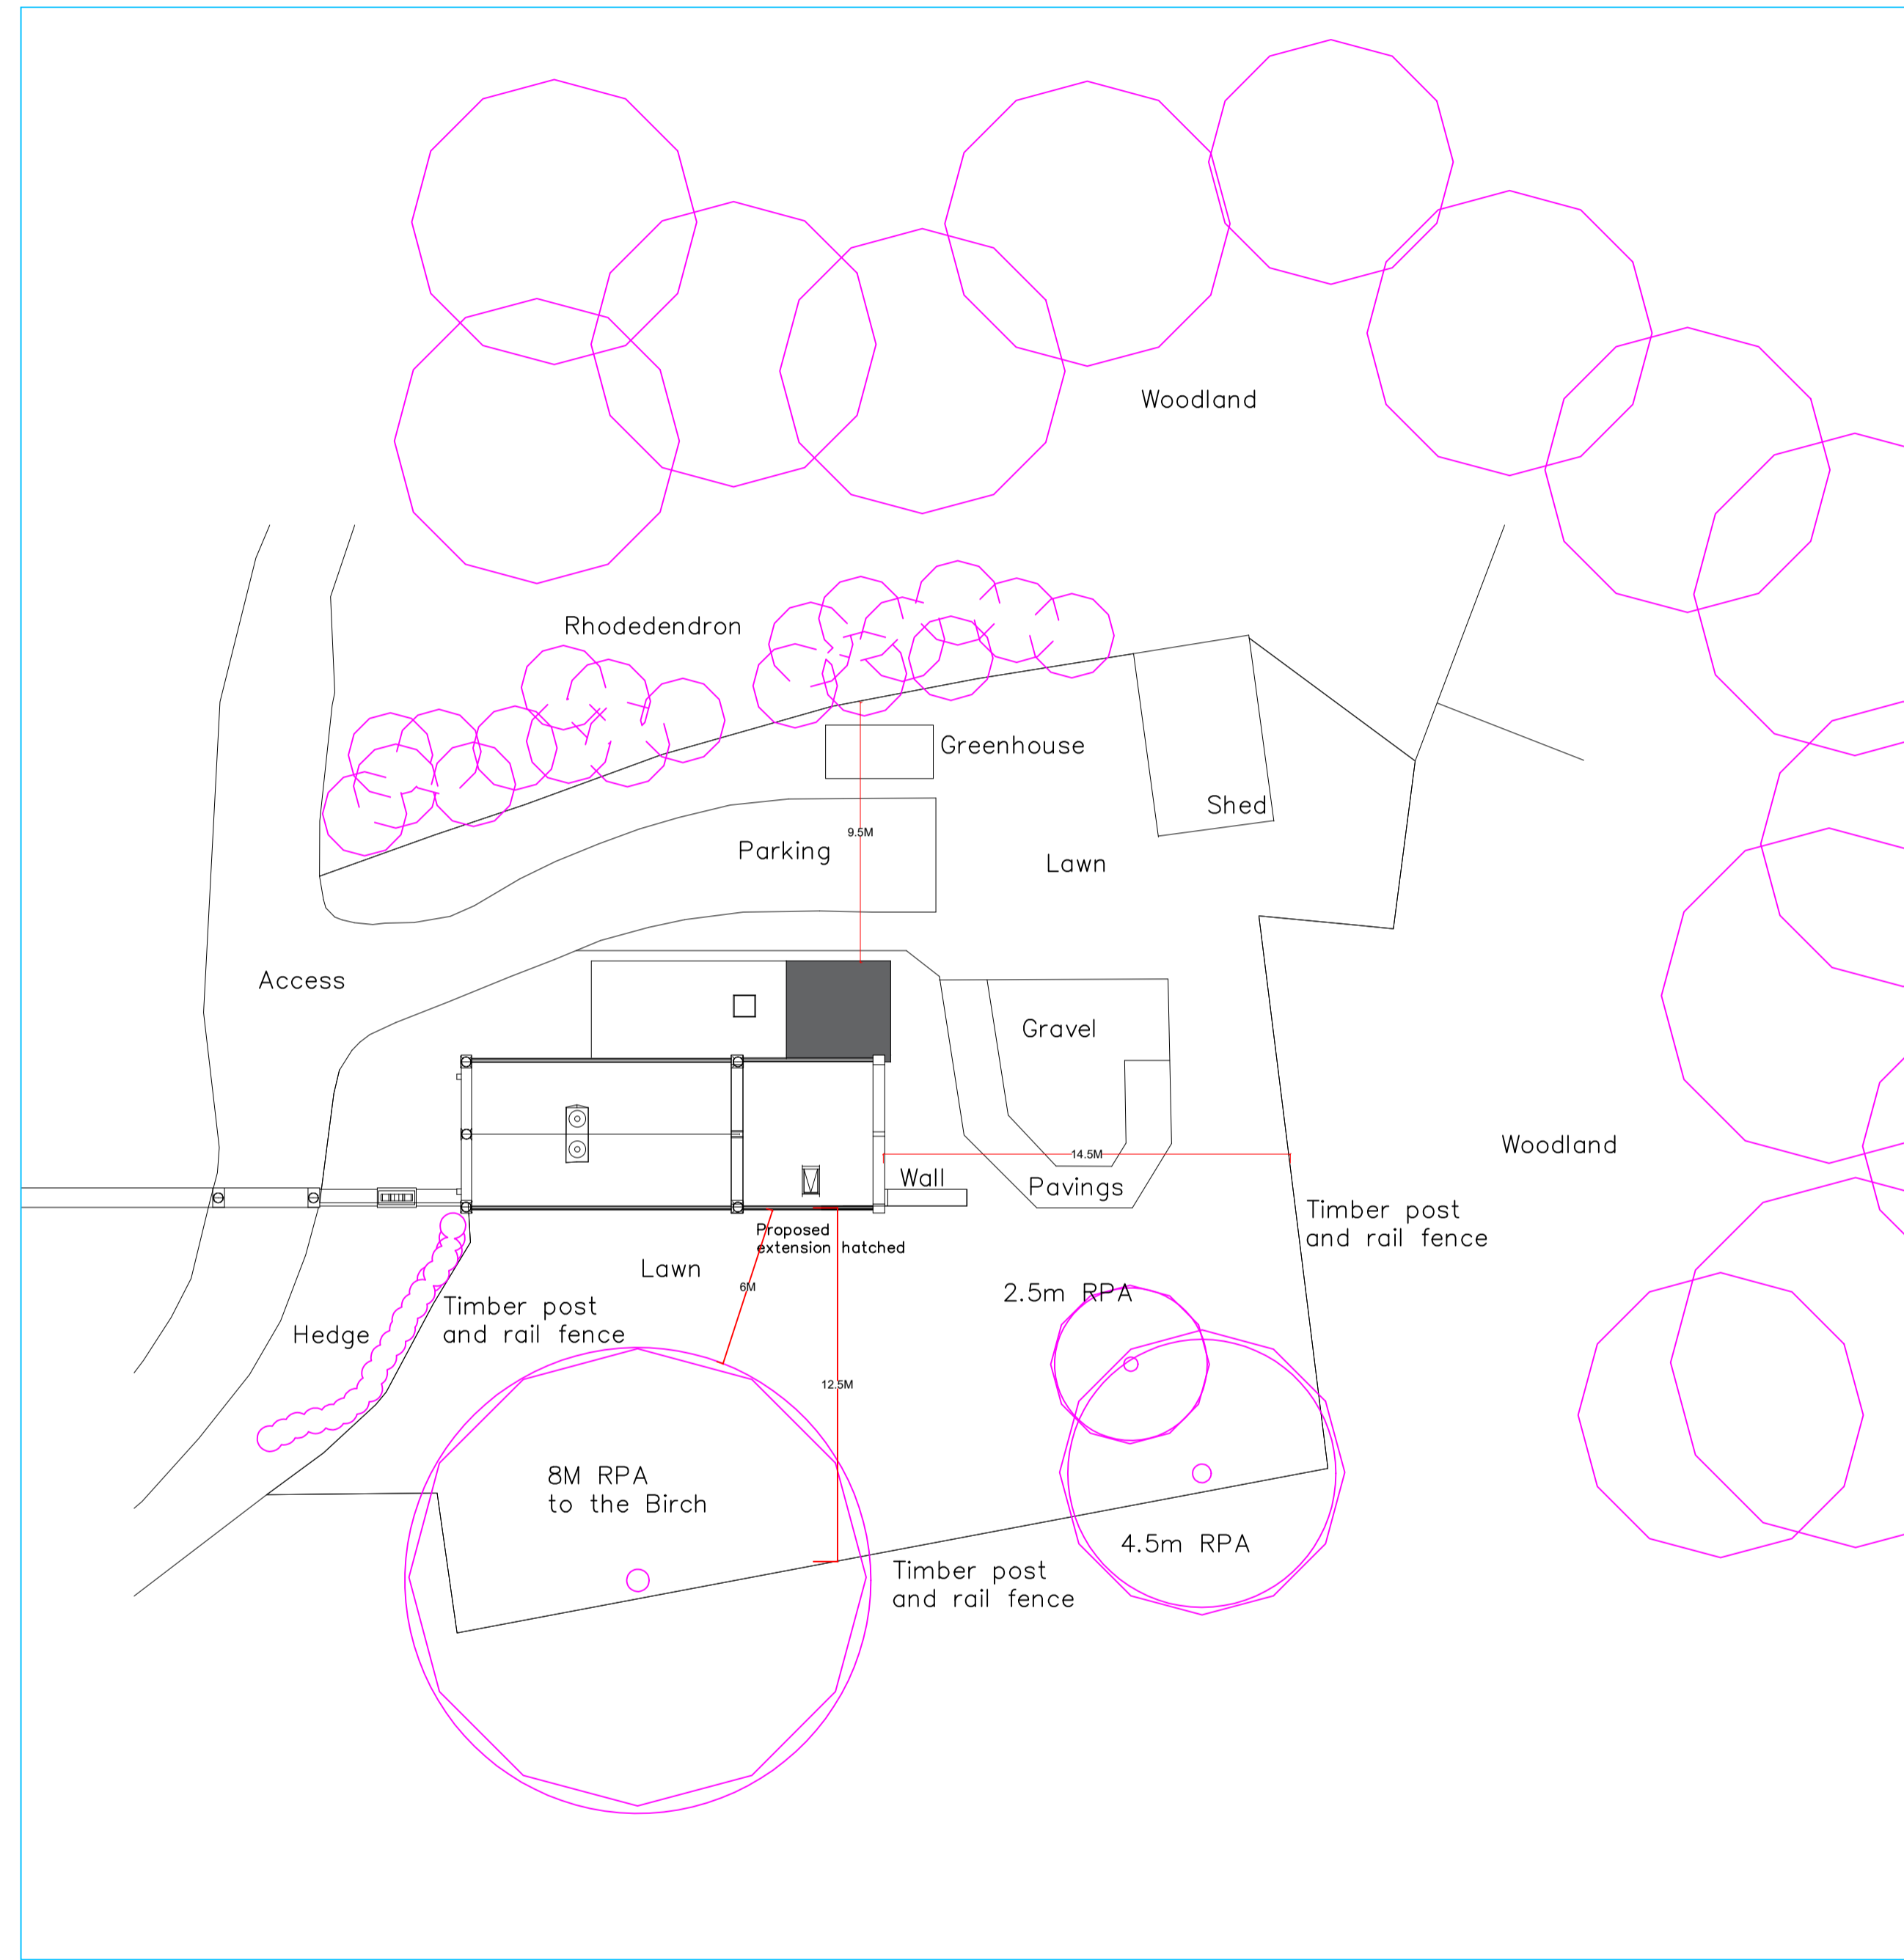 Woodland
Rhodedendron
Greenhouse
Shed
9.5M
Parking
Lawn
Access
Gravel
Woodland
14.5M
Wall
Pavings
Timber post
and rail fence
Proposed
extension hatched
Lawn
6M
2.5m RPA
Timber post
and rail fence
Hedge
12.5M
8M RPA
to the Birch
4.5m RPA
Timber post
and rail fence